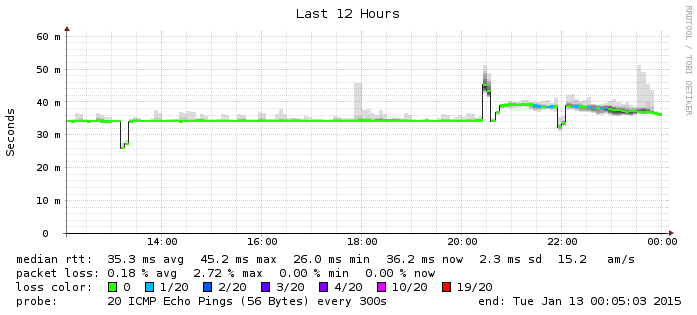 Last 12 Hours
RRDTOOL / TOBI OETIKER
Seconds
60 m
50 m
40 m
30 m
20 m
10 m
0
14:00 16:00 18:00 20:00 22:00 00:00
median rtt: 35.3 ms avg 45.2 ms max 26.0 ms min 36.2 ms now 2.3 ms sd 15.2 am/s
packet loss: 0.18 % avg 2.72 % max 0.00 % min 0.00 % now
loss color: 0 1/20 2/20 3/20 4/20 10/20 19/20
probe: 20 ICMP Echo Pings (56 Bytes) every 300s end: Tue Jan 13 00:05:03 2015